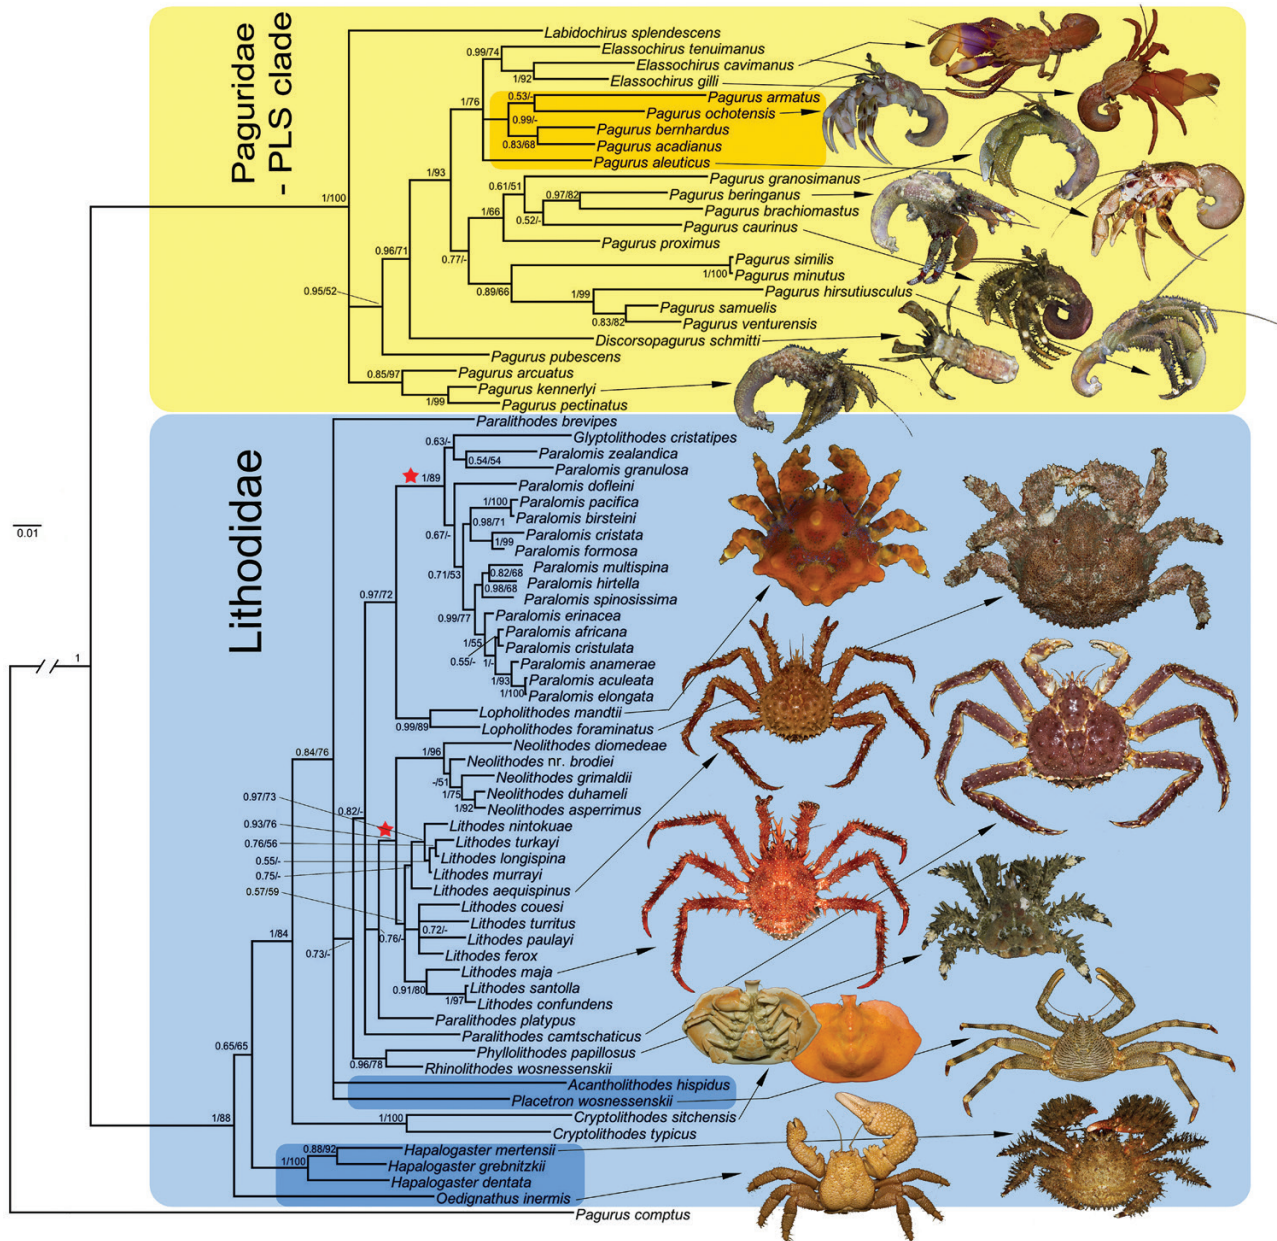 Paguridae
- PLS clade
Labidochirus splendescens
0.99/74
Elassochirus tenuimanus
Elassochirus cavimanus
1/92
Elassochirus gilli
0.53/-
Pagurus armatus
1/76
Pagurus ochotensis
0.99/-
Pagurus bernhardus
0.83/68
Pagurus acadianus
Pagurus aleuticus
1/93
0.61/51
Pagurus granosimanus
0.97/82
Pagurus beringanus
1/100
1/66
Pagurus brachiomastus
0.52/-
Pagurus caurinus
0.96/71
Pagurus proximus
0.77/-
Pagurus similis
1/100
Pagurus minutus
0.89/66
0.95/52
1/99
Pagurus hirsutiusculus
Pagurus samuelis
0.83/82
Pagurus venturensis
Discorsopagurus schmitti
Pagurus pubescens
0.85/97
Pagurus arcuatus
Pagurus kennerlyi
1/99
Pagurus pectinatus
Lithodidae
Paralithodes brevipes
0.63/-
Glyptolithodes cristatipes
Paralomis zealandica
0.54/54
Paralomis granulosa
1/89
Paralomis dofleini
1/100
Paralomis pacifica
0.98/71
Paralomis birsteini
0.01
0.67/-
Paralomis cristata
1/99
Paralomis formosa
0.71/53
0.82/68
Paralomis multispina
0.98/68
Paralomis hirtella
Paralomis spinosissima
0.97/72
0.99/77
Paralomis erinacea
Paralomis africana
1/55
Paralomis cristulata
0.55/-
1/-
Paralomis anamerae
1/93
Paralomis aculeata
1/100
Paralomis elongata
1
Lopholithodes mandtii
0.99/89
Lopholithodes foraminatus
0.84/76
1/96
Neolithodes diomedeae
Neolithodes nr. brodiei
-/51
Neolithodes grimaldii
1/75
Neolithodes duhameli
0.97/73
1/92
Neolithodes asperrimus
0.82/-
0.93/76
Lithodes nintokuae
0.76/56
Lithodes turkayi
0.55/-
Lithodes longispina
0.75/-
Lithodes murrayi
0.57/59
Lithodes aequispinus
Lithodes couesi
Lithodes turritus
0.72/-
1/84
0.76/-
Lithodes paulayi
0.73/-
Lithodes ferox
Lithodes maja
0.91/80
Lithodes santolla
1/97
Lithodes confundens
Paralithodes platypus
Paralithodes camtschaticus
0.65/65
Phyllolithodes papillosus
0.96/78
Rhinolithodes wosnessenskii
Acantholithodes hispidus
Placetron wosnessenskii
1/88
Cryptolithodes sitchensis
1/100
Cryptolithodes typicus
0.88/92
Hapalogaster mertensii
1/100
Hapalogaster grebnitzkii
Hapalogaster dentata
Oedignathus inermis
Pagurus comptus